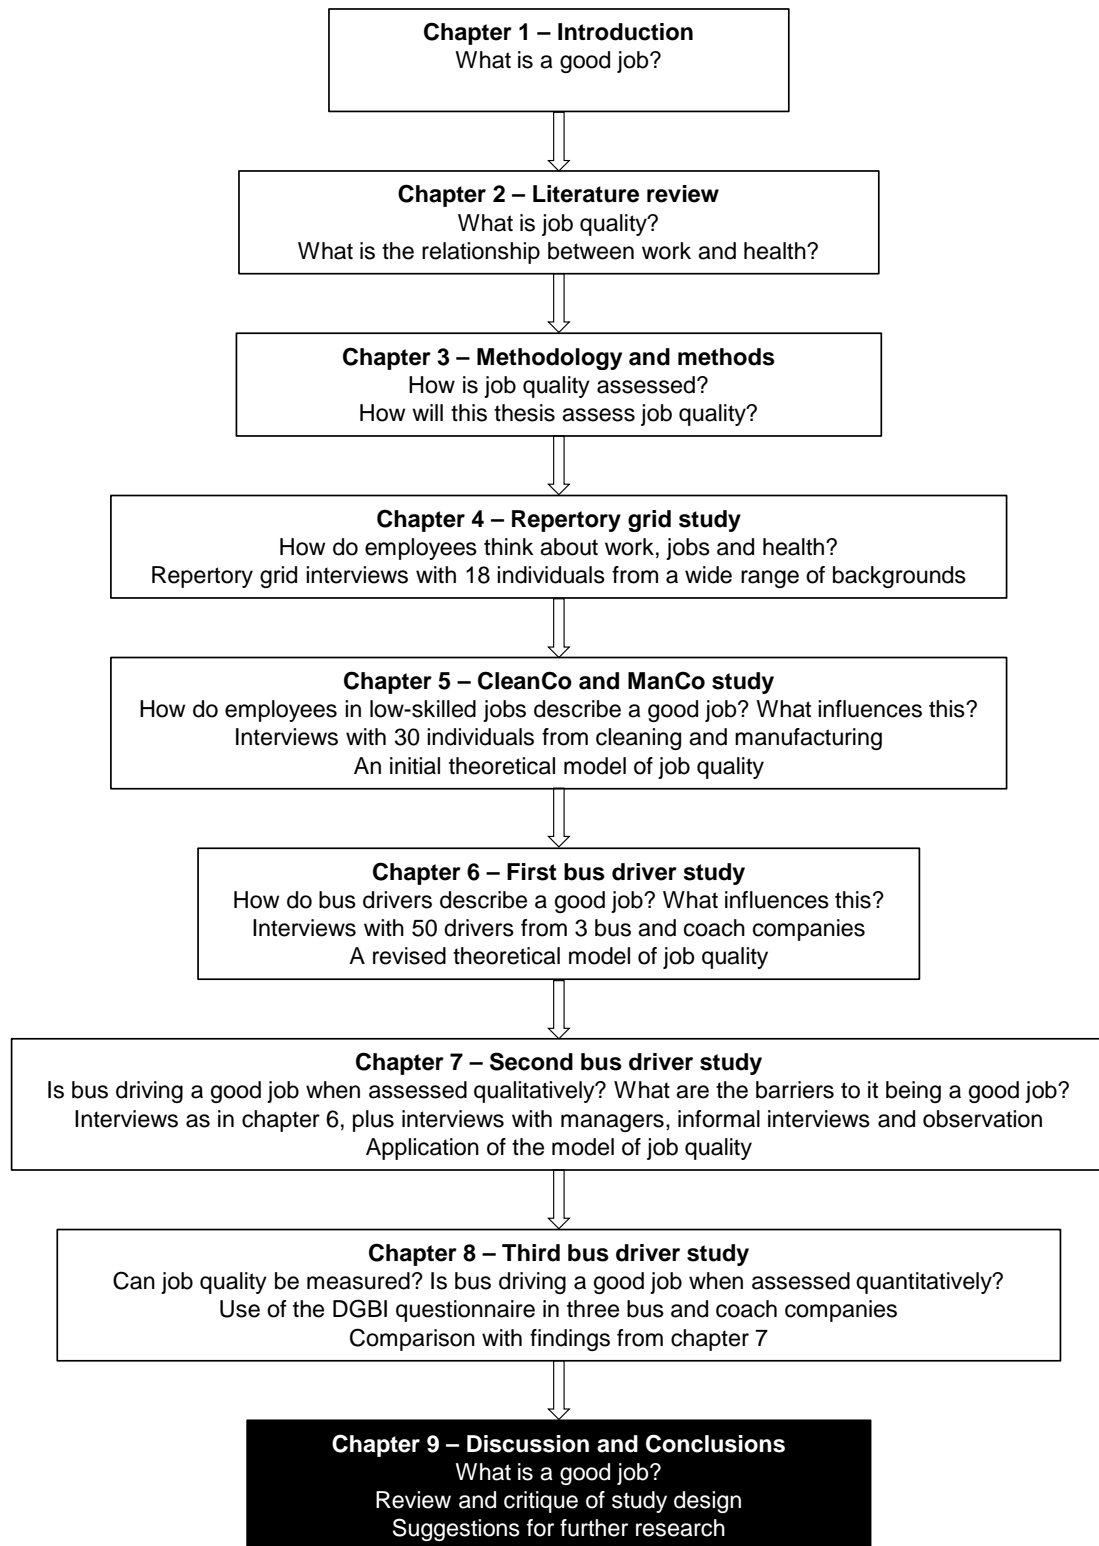 Chapter 1 – Introduction
What is a good job?
Chapter 2 – Literature review
What is job quality?
What is the relationship between work and health?
Chapter 3 – Methodology and methods
How is job quality assessed?
How will this thesis assess job quality?
Chapter 4 – Repertory grid study
How do employees think about work, jobs and health?
Repertory grid interviews with 18 individuals from a wide range of backgrounds
Chapter 5 – CleanCo and ManCo study
How do employees in low-skilled jobs describe a good job? What influences this?
Interviews with 30 individuals from cleaning and manufacturing
An initial theoretical model of job quality
Chapter 6 – First bus driver study
How do bus drivers describe a good job? What influences this?
Interviews with 50 drivers from 3 bus and coach companies
A revised theoretical model of job quality
Chapter 7 – Second bus driver study
Is bus driving a good job when assessed qualitatively? What are the barriers to it being a good job?
Interviews as in chapter 6, plus interviews with managers, informal interviews and observation
Application of the model of job quality
Chapter 8 – Third bus driver study
Can job quality be measured? Is bus driving a good job when assessed quantitatively?
Use of the DGBI questionnaire in three bus and coach companies
Comparison with findings from chapter 7
Chapter 9 – Discussion and Conclusions
What is a good job?
Review and critique of study design
Suggestions for further research